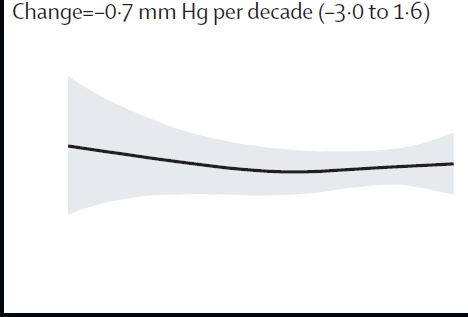 Change=–0·7 mm Hg per decade (–3·0 to 1·6)